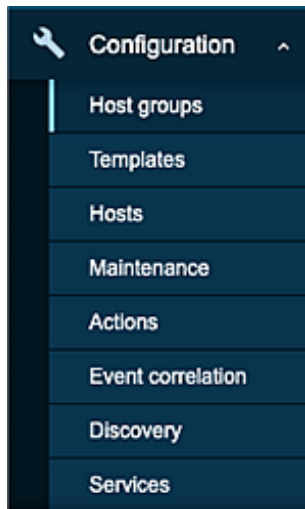 Configuration
Host groups
Templates
Hosts
Maintenance
Actions
Event correlation
Discovery
Services